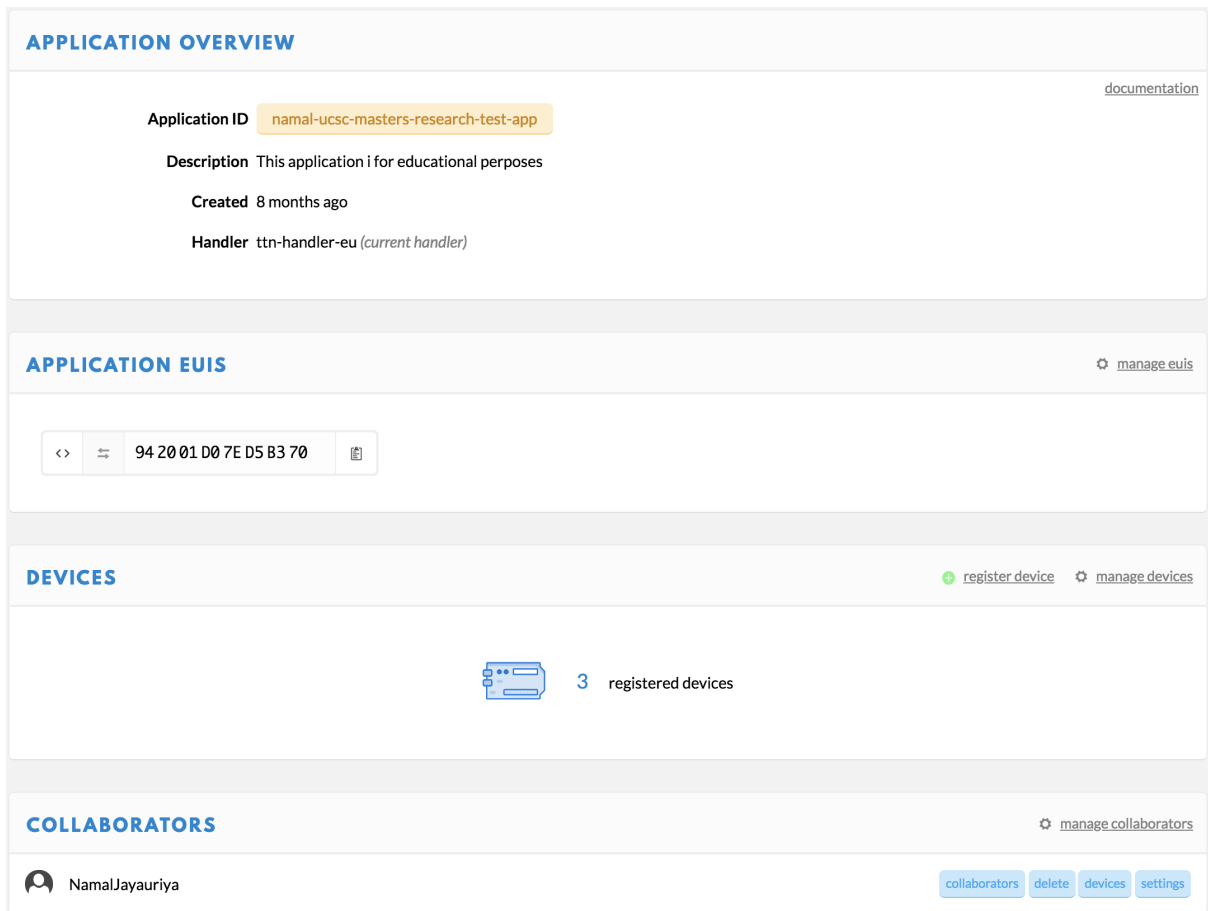 APPLICATION OVERVIEW
documentation
Application ID namal-ucsc-masters-research-test-app
Description This application i for educational perposes
Created 8 months ago
Handler ttn-handler-eu (current handler)
APPLICATION EUIS manage euis
94 20 01 D0 7E D5 B3 70
DEVICES register device manage devices
3 registered devices
COLLABORATORS manage collaborators
NamalJayauriya collaborators delete devices settings